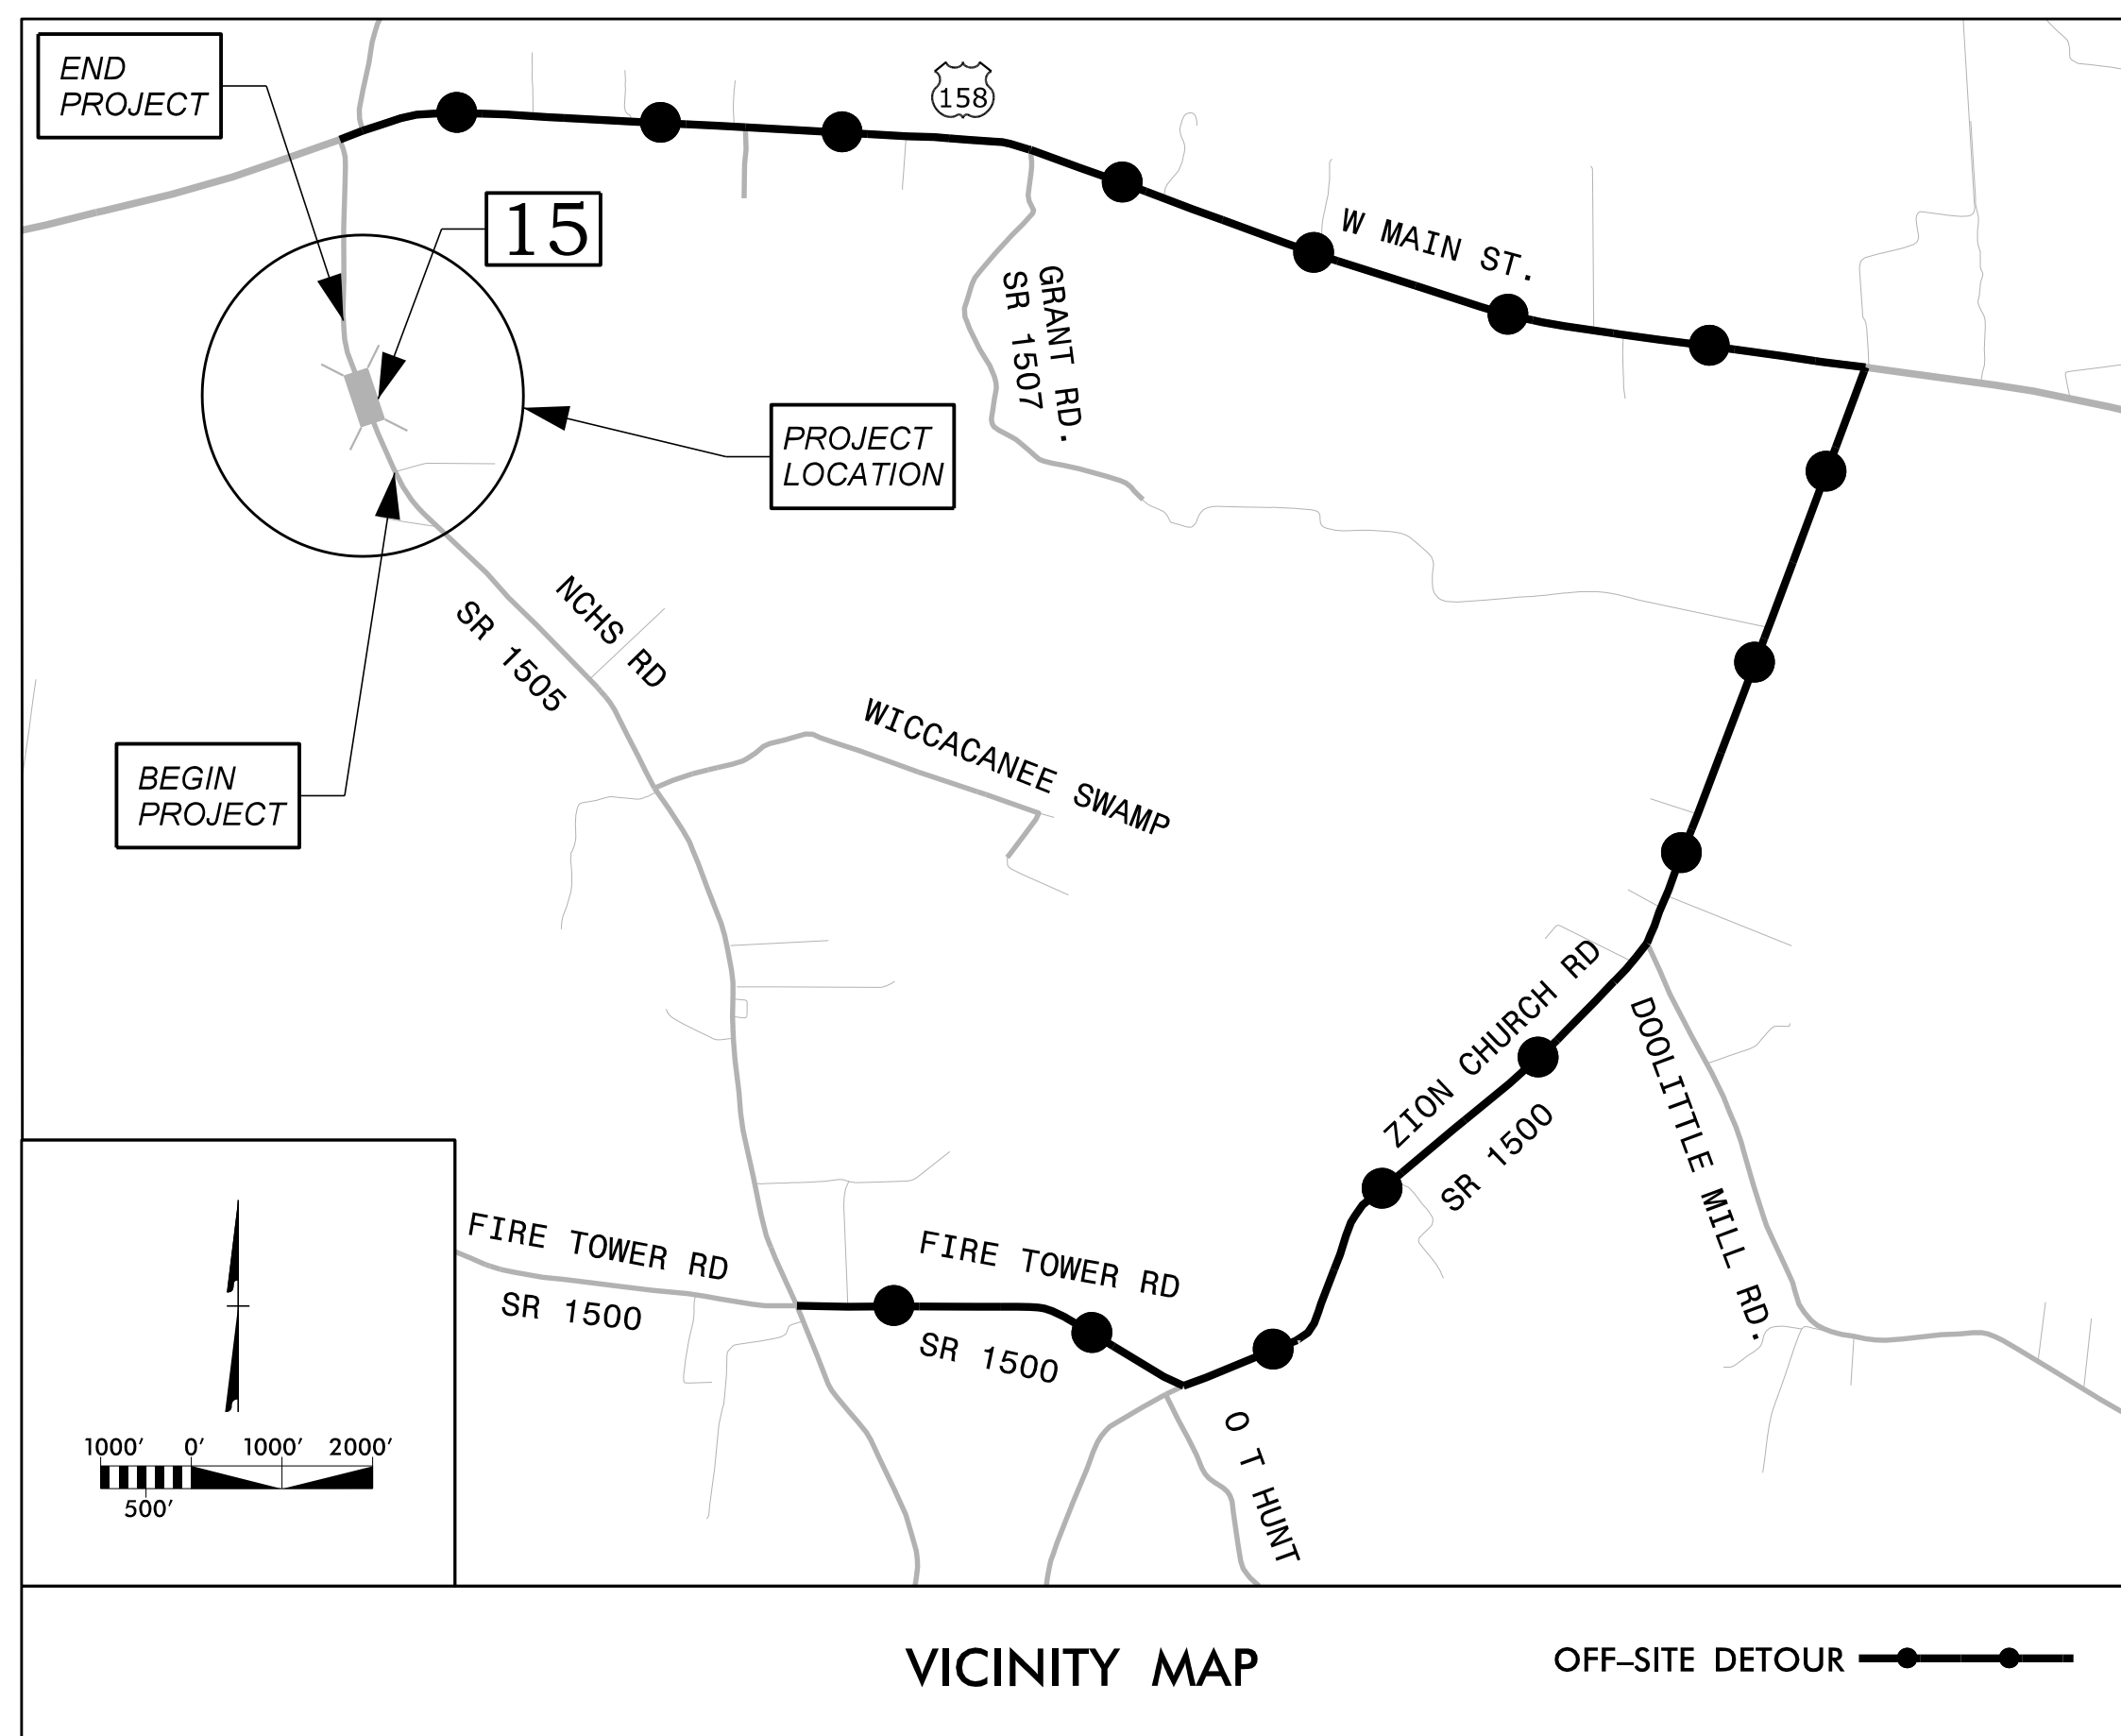 END
PROJECT
158
15
W MAIN ST.
GRANT RD.
SR 1507
PROJECT
LOCATION
NCHS RD
SR 1505
WICCACANEE SWAMP
BEGIN
PROJECT
ZION CHURCH RD
SR 1500
DOOLITTLE MILL RD.
FIRE TOWER RD
SR 1500
FIRE TOWER RD
SR 1500
O T HUNT
1000' 0' 1000' 2000'
500'
VICINITY MAP
OFF-SITE DETOUR